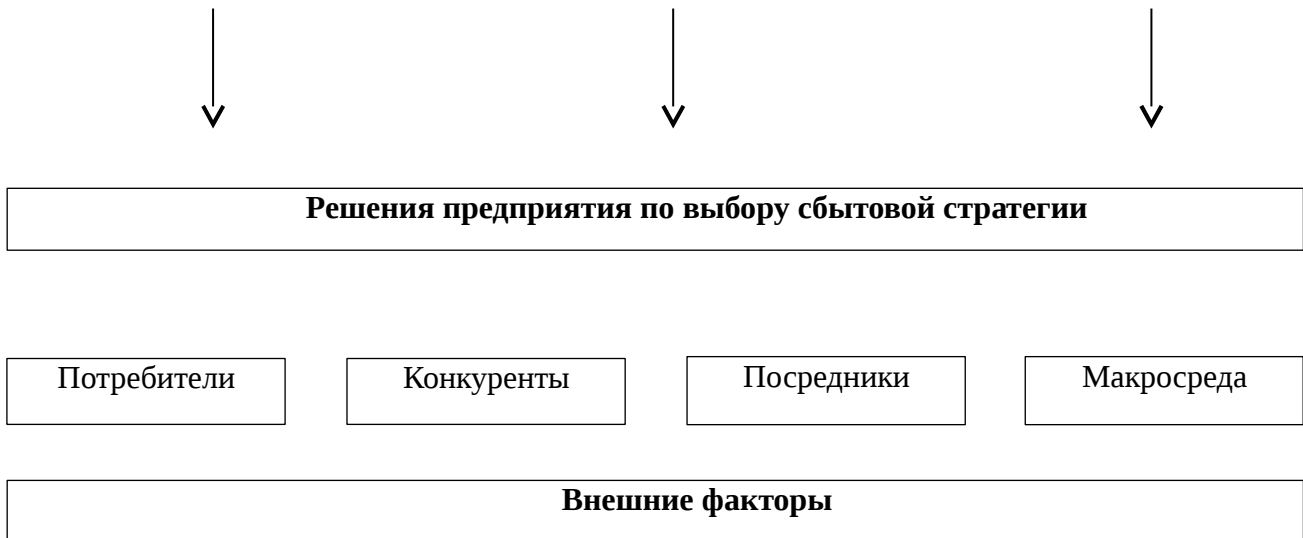 Решения предприятия по выбору сбытовой стратегии
Потребители
Конкуренты
Посредники
Макросреда
Внешние факторы